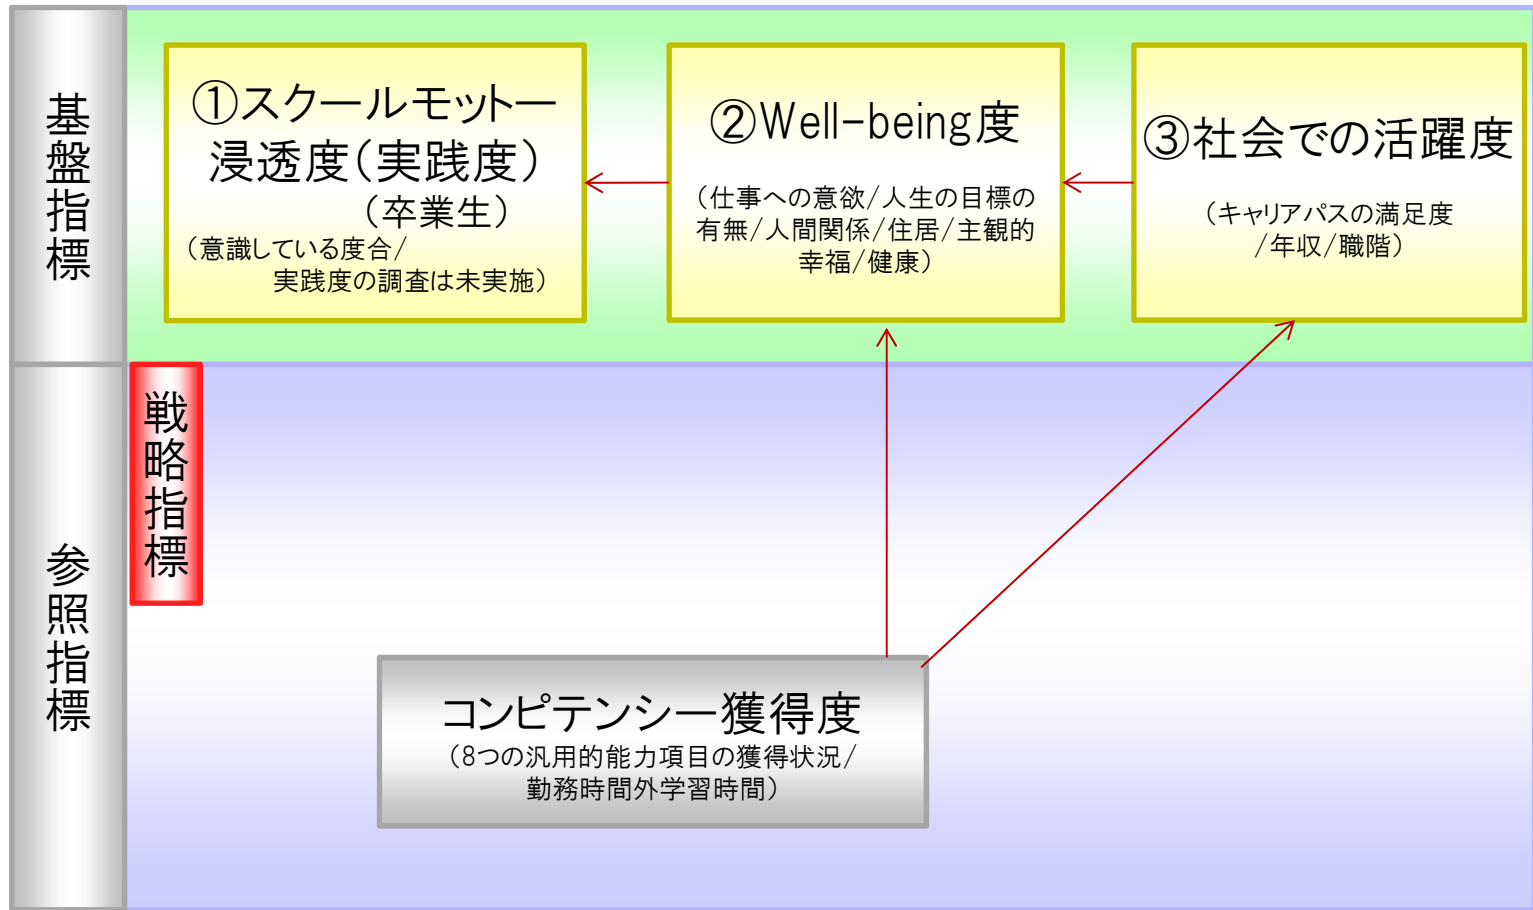 基盤指標
①スクールモットー
浸透度(実践度)
(卒業生)
(意識している度合/
実践度の調査は未実施)
②Well-being度
(仕事への意欲/人生の目標の
有無/人間関係/住居/主観的
幸福/健康)
③社会での活躍度
(キャリアパスの満足度
/年収/職階)
参照指標
戦略指標
コンピテンシー獲得度
(8つの汎用的能力項目の獲得状況/
勤務時間外学習時間)